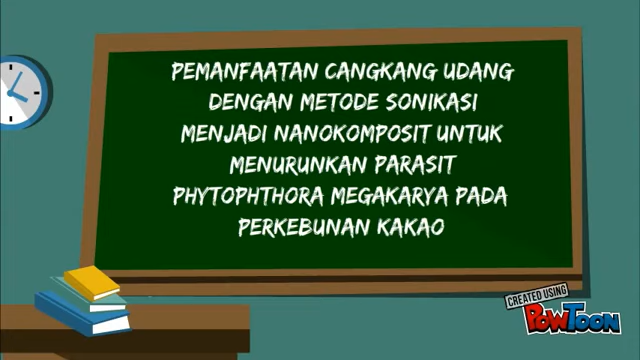 PEMANFAATAN CANGKANG UDANG
DENGAN METODE SONIKASI
MENJADI NANOKOMPOSIT UNTUK
MENURUNKAN PARASIT
PHYTOPHTHORA MEGAKARYA PADA
PERKEBUNAN KAKAO
CREATED USING
POWTOON